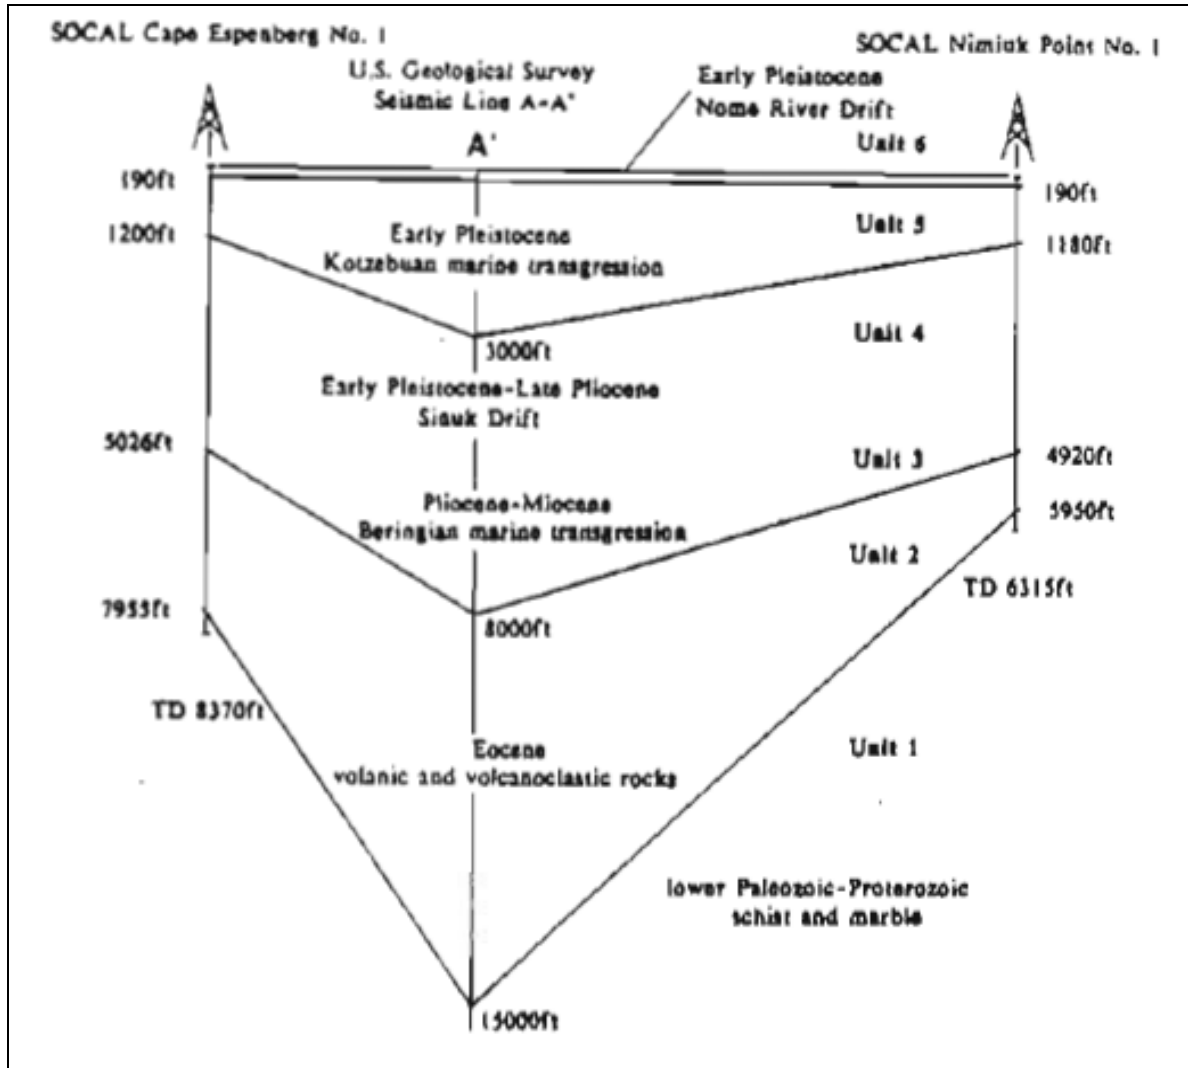 SOCAL Cape Espenberg No. 1
SOCAL Nimiuk Point No. 1
U.S. Geological Survey
Seismic Line A-A'
Early Pleistocene
Nome River Drift
A'
Unit 6
190ft
190ft
Unit 5
1200ft
1180ft
Early Pleistocene
Kotzebuan marine transgression
Unit 4
3000ft
Early Pleistocene-Late Pliocene
Drift
5026ft
4920ft
Unit 3
Pliocene-Miocene
Beringian marine transgression
5950ft
Unit 2
TD 6315ft
7955ft
8000ft
TD 8370ft
Eocene
volanic and volcanoclastic rocks
Unit 1
lower Paleozoic-Proterozoic
schist and marble
15000ft